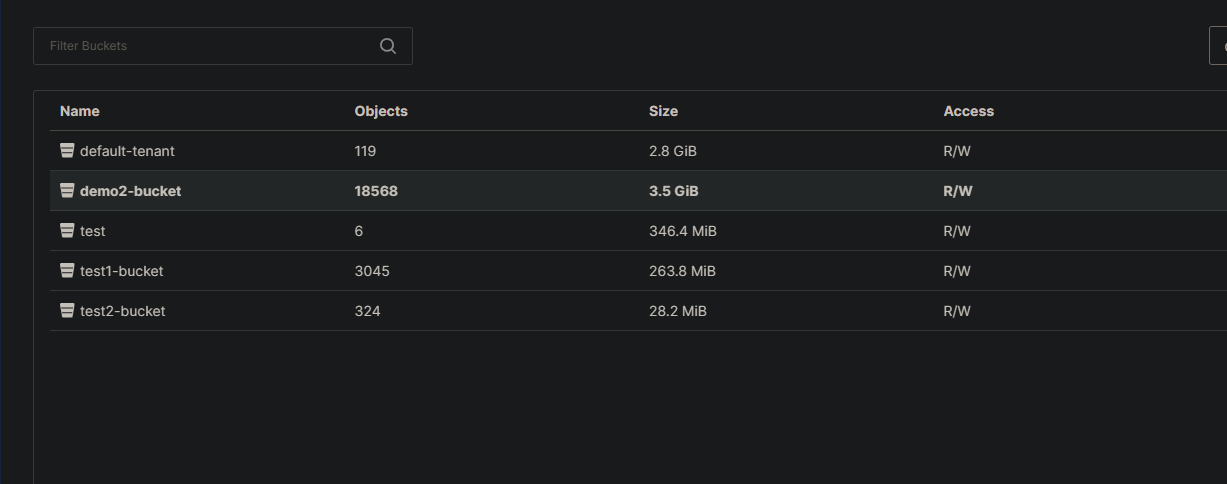 Filter Buckets
Name Objects Size Access
default-tenant 119 2.8 GiB R/W
demo2-bucket 18568 3.5 GiB R/W
test 6 346.4 MiB R/W
test1-bucket 3045 263.8 MiB R/W
test2-bucket 324 28.2 MiB R/W